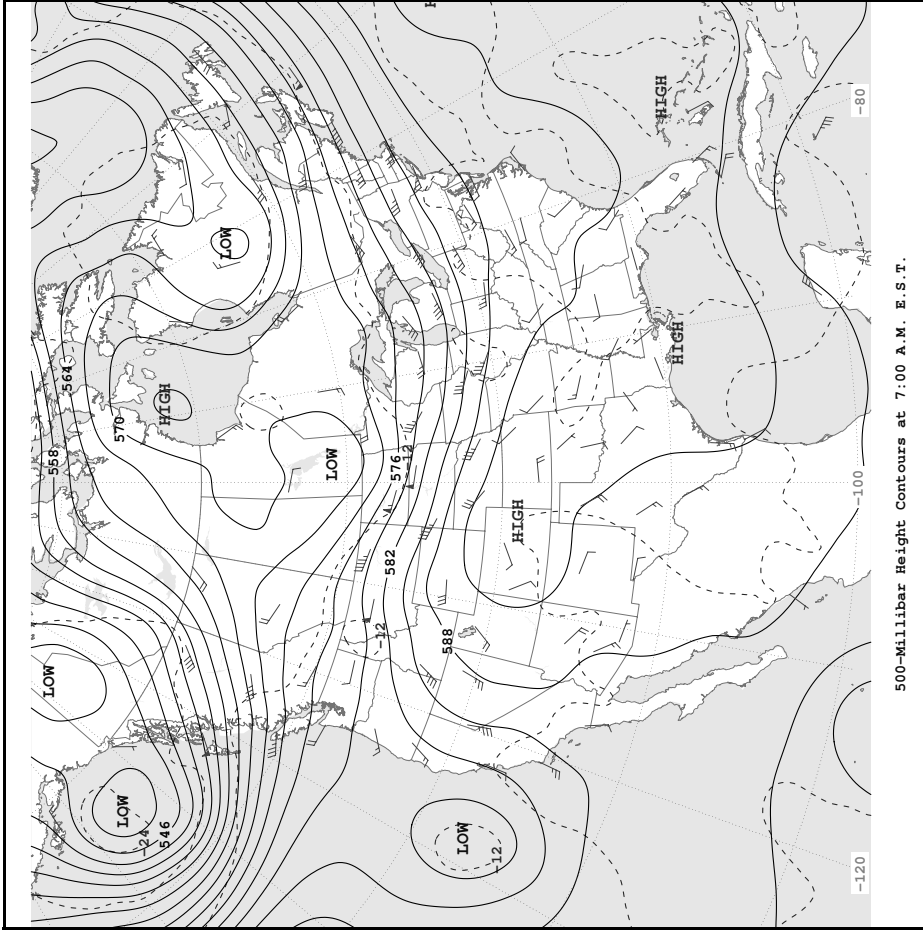 H
-80
HIGH
LOW
564
HIGH
570
HIGH
558
LOW
576
-12
-100
HIGH
582
-12
588
LOW
LOW
-24
546
LOW
-12
-120
500-Millibar Height Contours at 7:00 A.M. E.S.T.